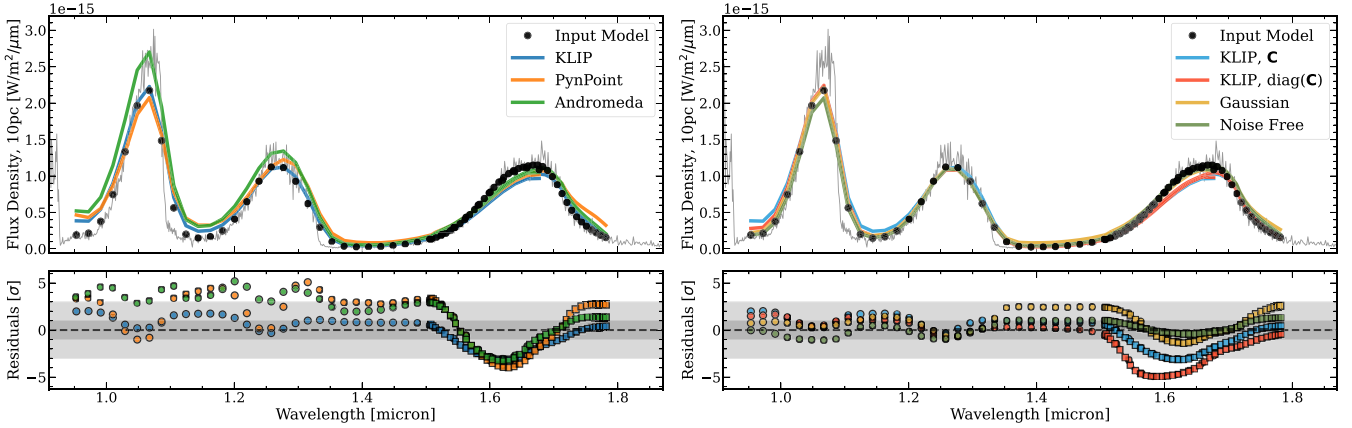 1e−15
Flux Density, 10pc [W/m²/μm]
3.0
2.5
2.0
1.5
1.0
0.5
0.0
Input Model
KLIP
PynPoint
Andromeda
Residuals [σ]
5
0
−5
1.0
1.2
1.4
1.6
1.8
Wavelength [micron]
1e−15
Flux Density, 10pc [W/m²/μm]
3.0
2.5
2.0
1.5
1.0
0.5
0.0
Input Model
KLIP, C
KLIP, diag(C)
Gaussian
Noise Free
Residuals [σ]
5
0
−5
1.0
1.2
1.4
1.6
1.8
Wavelength [micron]